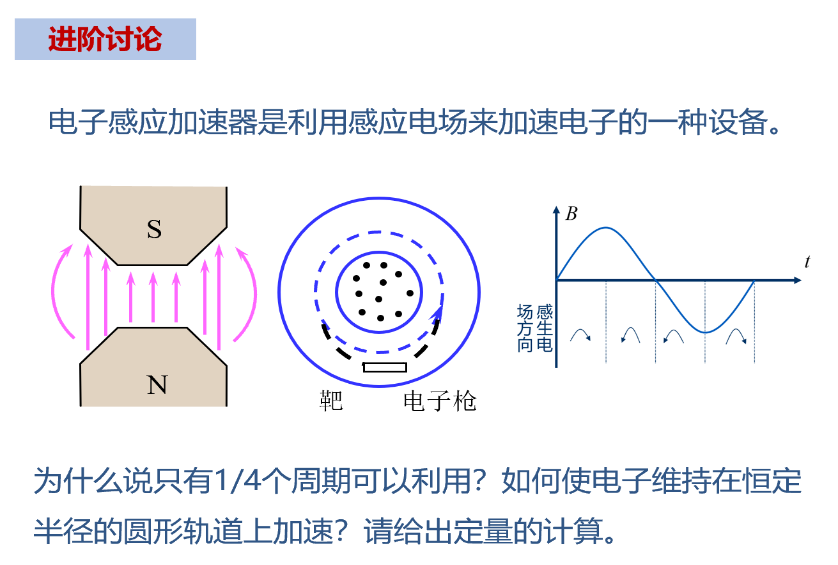 进阶讨论
电子感应加速器是利用感应电场来加速电子的一种设备。
S
N
靶
电子枪
B
t
感生电
场方向
为什么说只有1/4个周期可以利用？如何使电子维持在恒定
半径的圆形轨道上加速？请给出定量的计算。